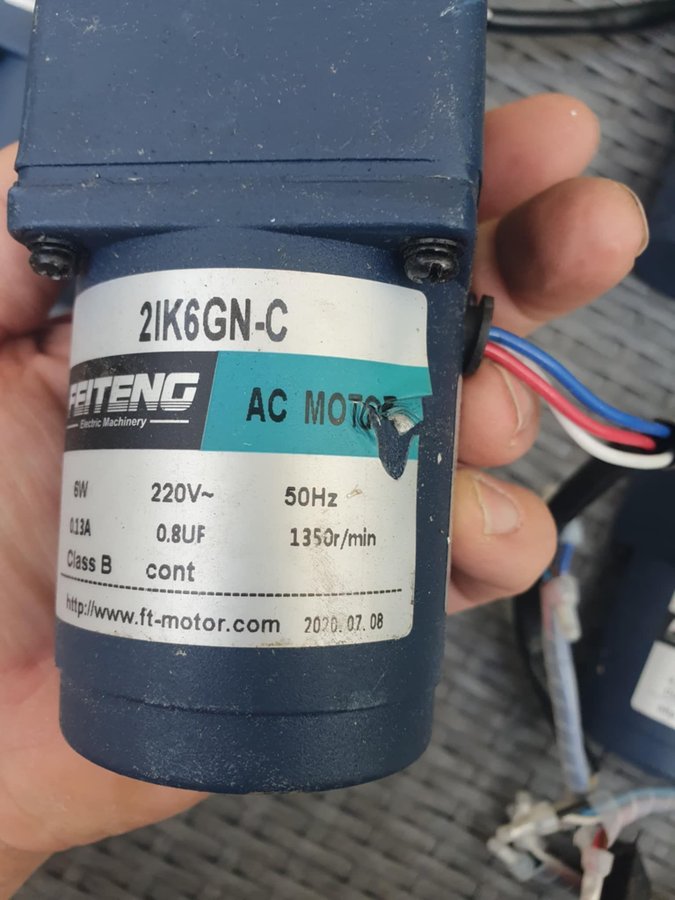 2IK6GN-C
FEITENG
Electric Machinery
AC MOTOR
6W 220V~ 50Hz
0.13A 0.8UF 1350r/min
Class B cont
http://www.ft-motor.com 2020.07.08